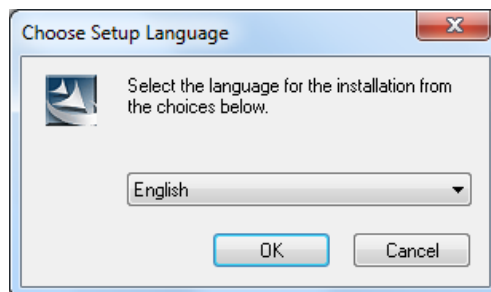 Choose Setup Language
Select the language for the installation from
the choices below.
English
OK
Cancel